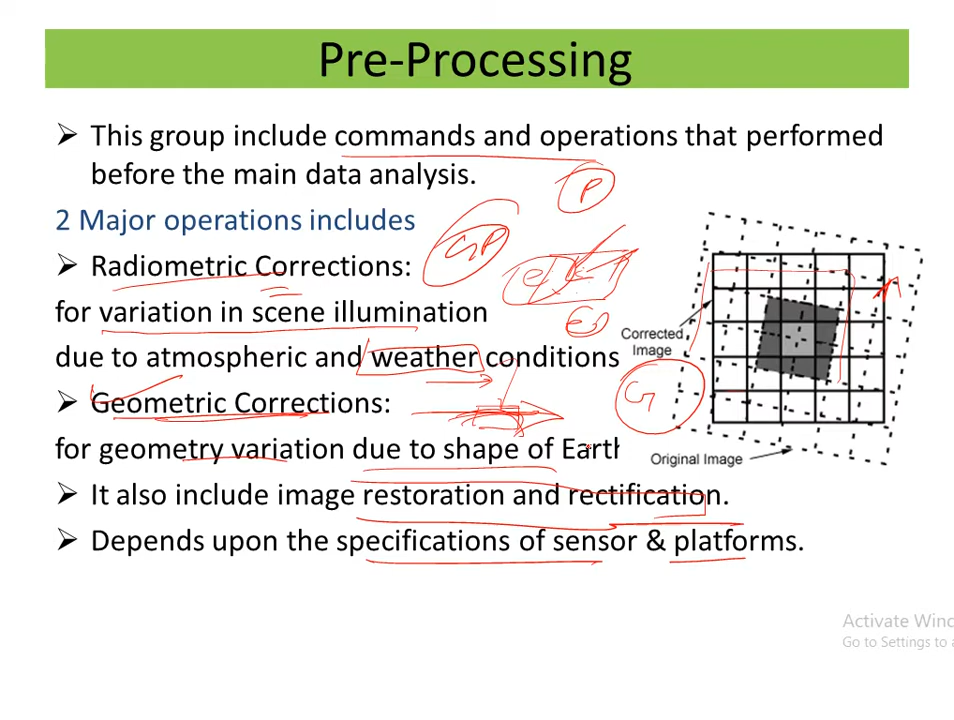 Pre-Processing
➢ This group include commands and operations that performed
before the main data analysis.
2 Major operations includes
➢ Radiometric Corrections:
for variation in scene illumination
due to atmospheric and weather conditions
➢ Geometric Corrections:
for geometry variation due to shape of Earth
➢ It also include image restoration and rectification.
➢ Depends upon the specifications of sensor & platforms.
P
GP
G
Corrected
Image
Original Image
Activate Wind
Go to Settings to a